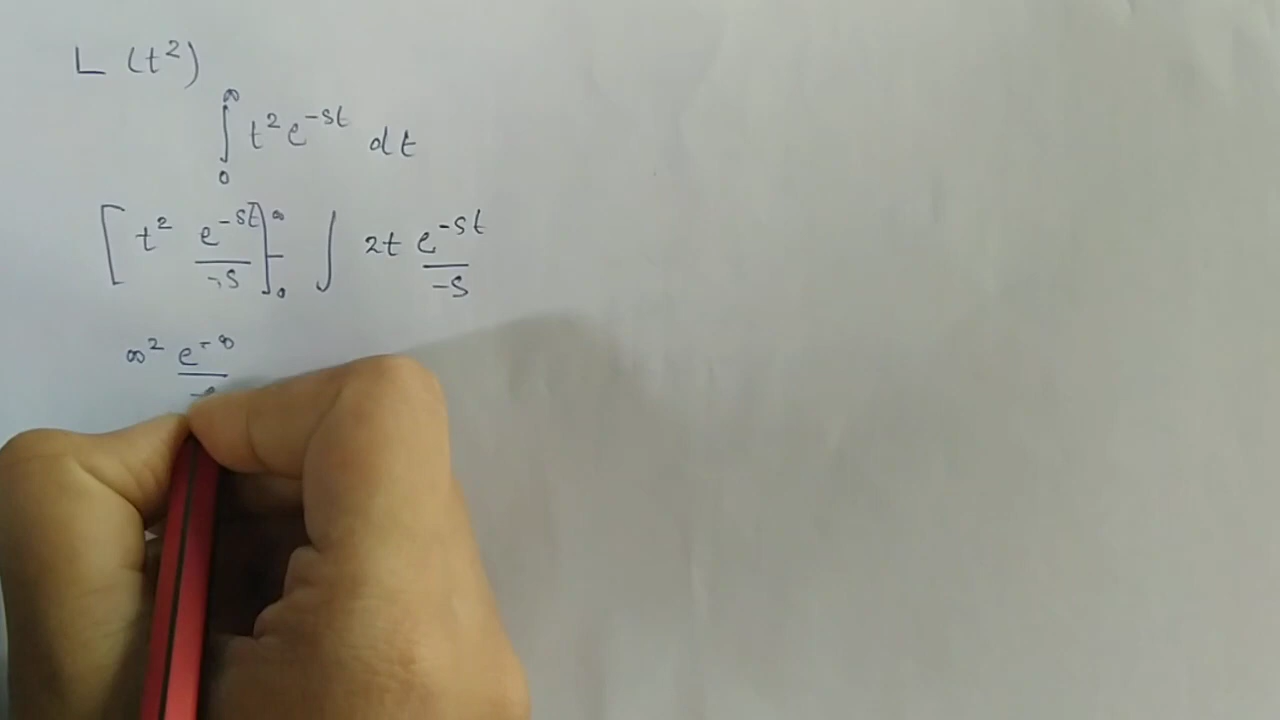 L (t²)
∫₀^∞ t² e^{-st} dt
[t² e^{-st}/-s]₀^∞ - ∫ 2t e^{-st}/-s
∞² e^{-∞}